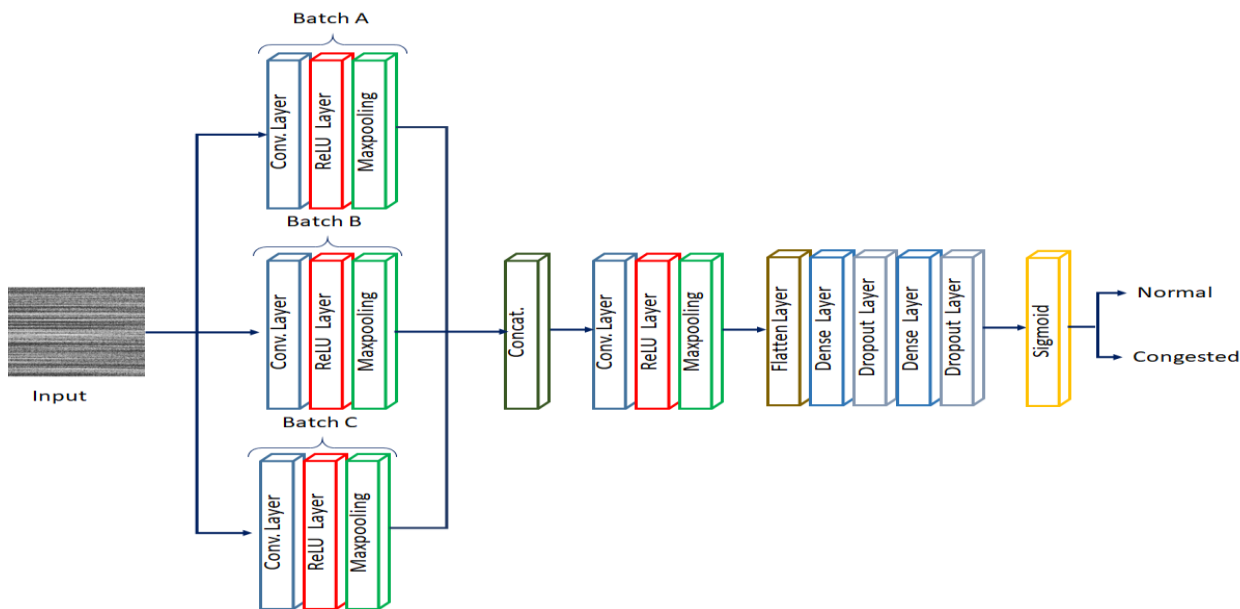 Batch A
Conv. Layer
ReLU Layer
Maxpooling
Batch B
Conv. Layer
ReLU Layer
Maxpooling
Batch C
Conv. Layer
ReLU Layer
Maxpooling
Input
Concat.
Conv. Layer
ReLU Layer
Maxpooling
Flatten Layer
Dense Layer
Dropout Layer
Dense Layer
Dropout Layer
Sigmoid
Normal
Congested